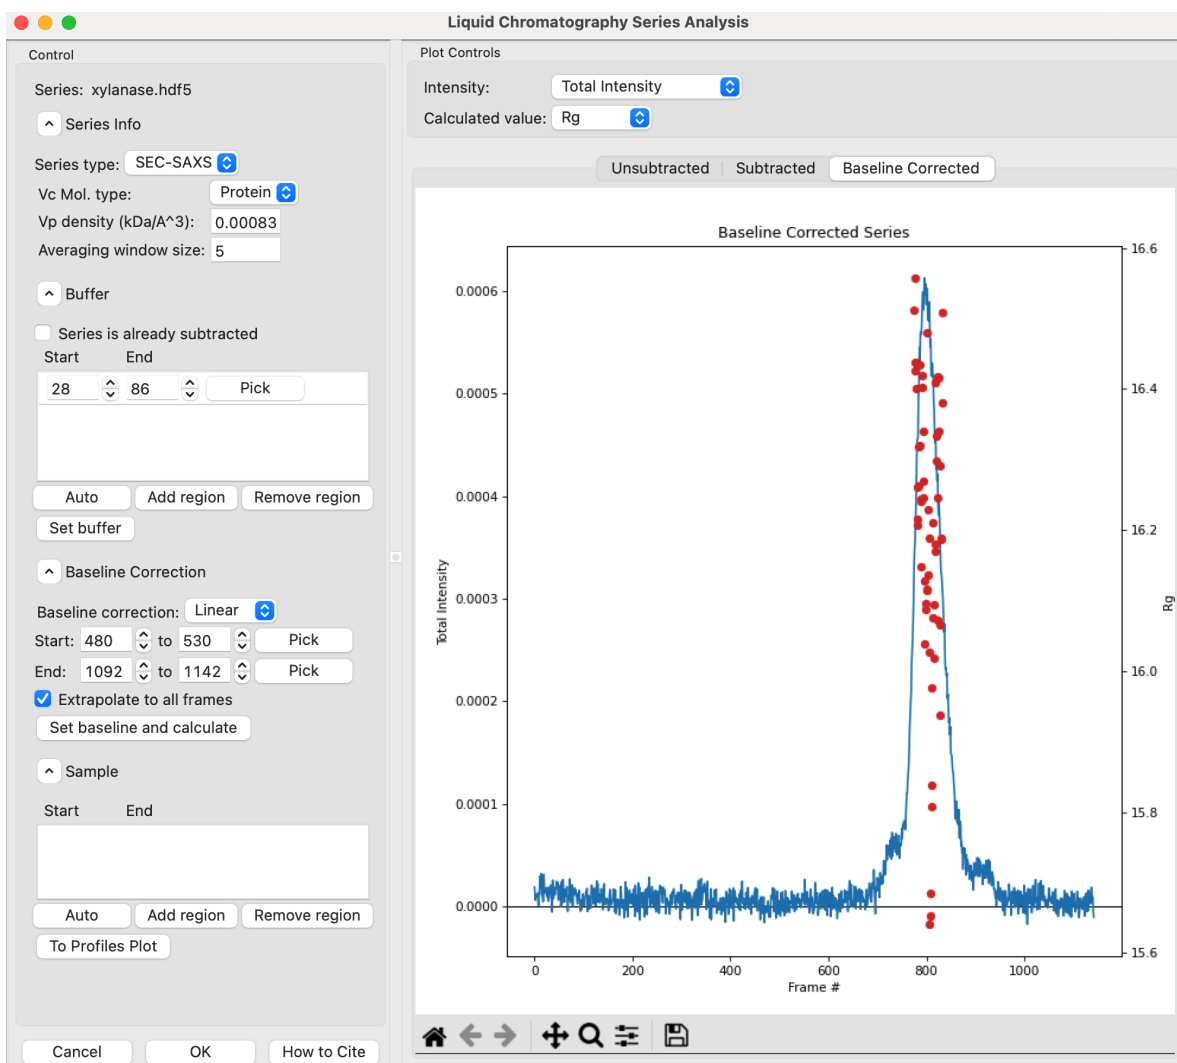 Liquid Chromatography Series Analysis
Control
Series: xylanase.hdf5
Series Info
Series type: SEC-SAXS
Vc Mol. type: Protein
Vp density (kDa/A^3): 0.00083
Averaging window size: 5
Buffer
Series is already subtracted
Start End
28 86 Pick
Auto Add region Remove region
Set buffer
Baseline Correction
Baseline correction: Linear
Start: 480 to 530 Pick
End: 1092 to 1142 Pick
Extrapolate to all frames
Set baseline and calculate
Sample
Start End
Auto Add region Remove region
To Profiles Plot
Cancel OK How to Cite
Plot Controls
Intensity: Total Intensity
Calculated value: Rg
Unsubtracted Subtracted Baseline Corrected
Baseline Corrected Series
Total Intensity
0.0006
0.0005
0.0004
0.0003
0.0002
0.0001
0.0000
16.6
16.4
16.2
16.0
15.8
15.6
Rg
0 200 400 600 800 1000
Frame #